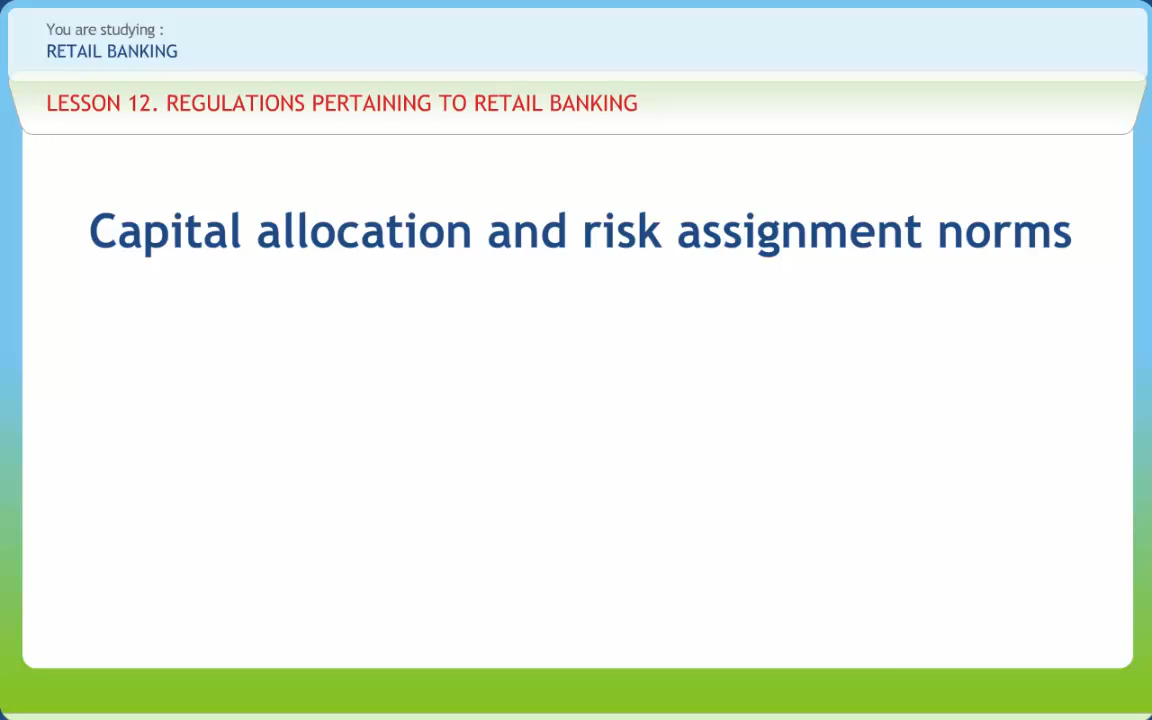 You are studying :
RETAIL BANKING
LESSON 12. REGULATIONS PERTAINING TO RETAIL BANKING
Capital allocation and risk assignment norms